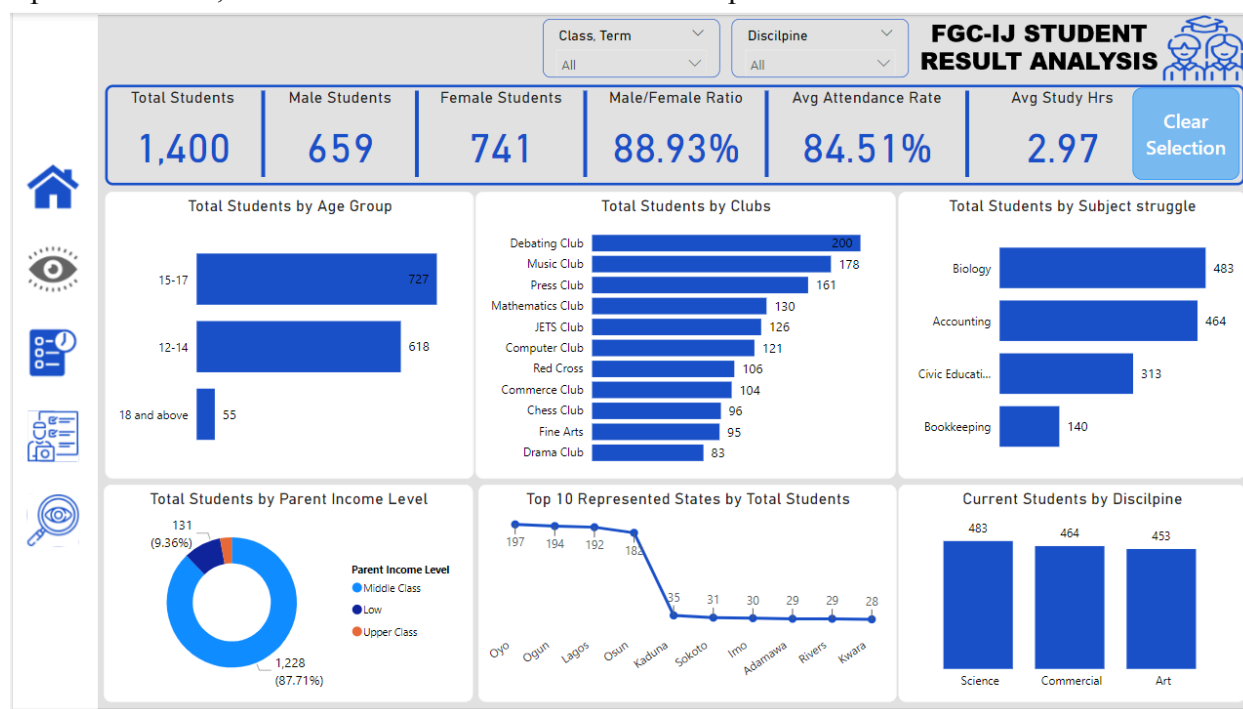 Class, Term
All
Discilpine
All
FGC-IJ STUDENT
RESULT ANALYSIS
Total Students
1,400
Male Students
659
Female Students
741
Male/Female Ratio
88.93%
Avg Attendance Rate
84.51%
Avg Study Hrs
2.97
Clear
Selection
Total Students by Age Group
15-17
727
12-14
618
18 and above
55
Total Students by Clubs
Debating Club
200
Music Club
178
Press Club
161
Mathematics Club
130
JETS Club
126
Computer Club
121
Red Cross
106
Commerce Club
104
Chess Club
96
Fine Arts
95
Drama Club
83
Total Students by Subject struggle
Biology
483
Accounting
464
Civic Educati...
313
Bookkeeping
140
Total Students by Parent Income Level
131
(9.36%)
1,228
(87.71%)
Parent Income Level
Middle Class
Low
Upper Class
Top 10 Represented States by Total Students
197
194
192
182
35
31
30
29
29
28
Oyo
Ogun
Lagos
Osun
Kaduna
Sokoto
Imo
Adamawa
Rivers
Kwara
Current Students by Discilpine
483
464
453
Science
Commercial
Art